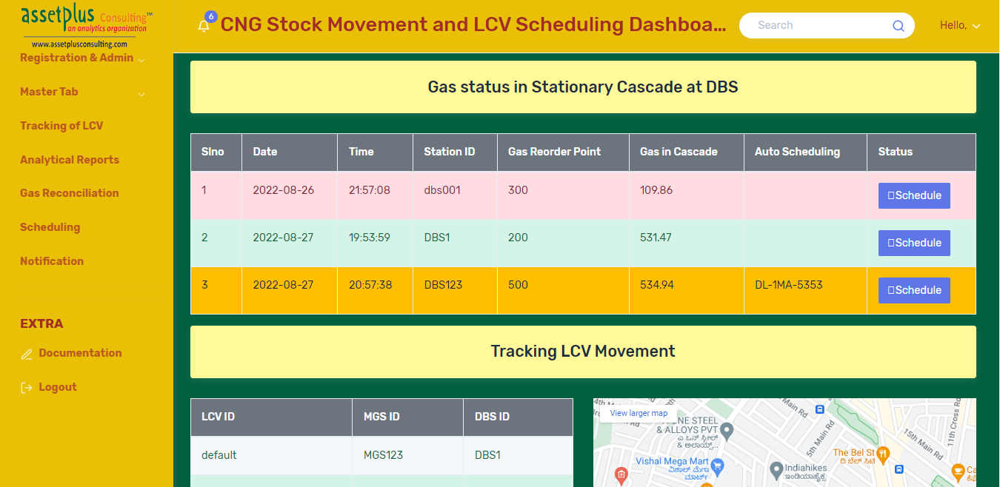 assetplus Consulting™
an analytics organization
www.assetplusconsulting.com
Registration & Admin
Master Tab
Tracking of LCV
Analytical Reports
Gas Reconciliation
Scheduling
Notification
EXTRA
Documentation
Logout
6
CNG Stock Movement and LCV Scheduling Dashboa...
Search
Hello,
Gas status in Stationary Cascade at DBS
Slno Date Time Station ID Gas Reorder Point Gas in Cascade Auto Scheduling Status
1 2022-08-26 21:57:08 dbs001 300 109.86 Schedule
2 2022-08-27 19:53:59 DBS1 200 531.47 Schedule
3 2022-08-27 20:57:38 DBS123 500 534.94 DL-1MA-5353 Schedule
Tracking LCV Movement
LCV ID MGS ID DBS ID
default MGS123 DBS1
View larger map
STEEL
& ALLOYS PVT
ಎ ಒನ್ ಸ್ಟೀಲ್
& ಅಲಾಯ್ಸ್...
Vishal Mega Mart
ವಿಶಾಲ್ ಮೆಗಾ
ಮಾರ್ಟ್
Indiahikes
ಇಂಡಿಯಾಹೈಕ್ಸ್
The Bel St
ದಿ ಬೆಲ್ ಸಿಟಿ
Main Rd
5th Main Rd
15th Main Rd
11th Cross Rd